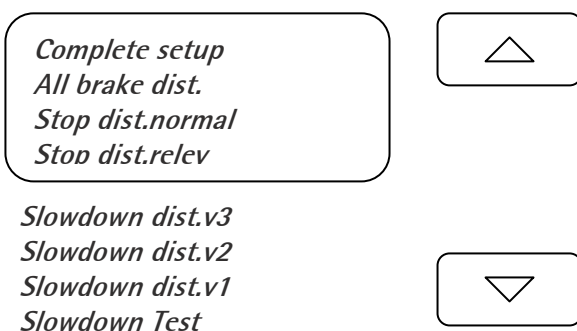 Complete setup
All brake dist.
Stop dist.normal
Stop dist.relev
Slowdown dist.v3
Slowdown dist.v2
Slowdown dist.v1
Slowdown Test